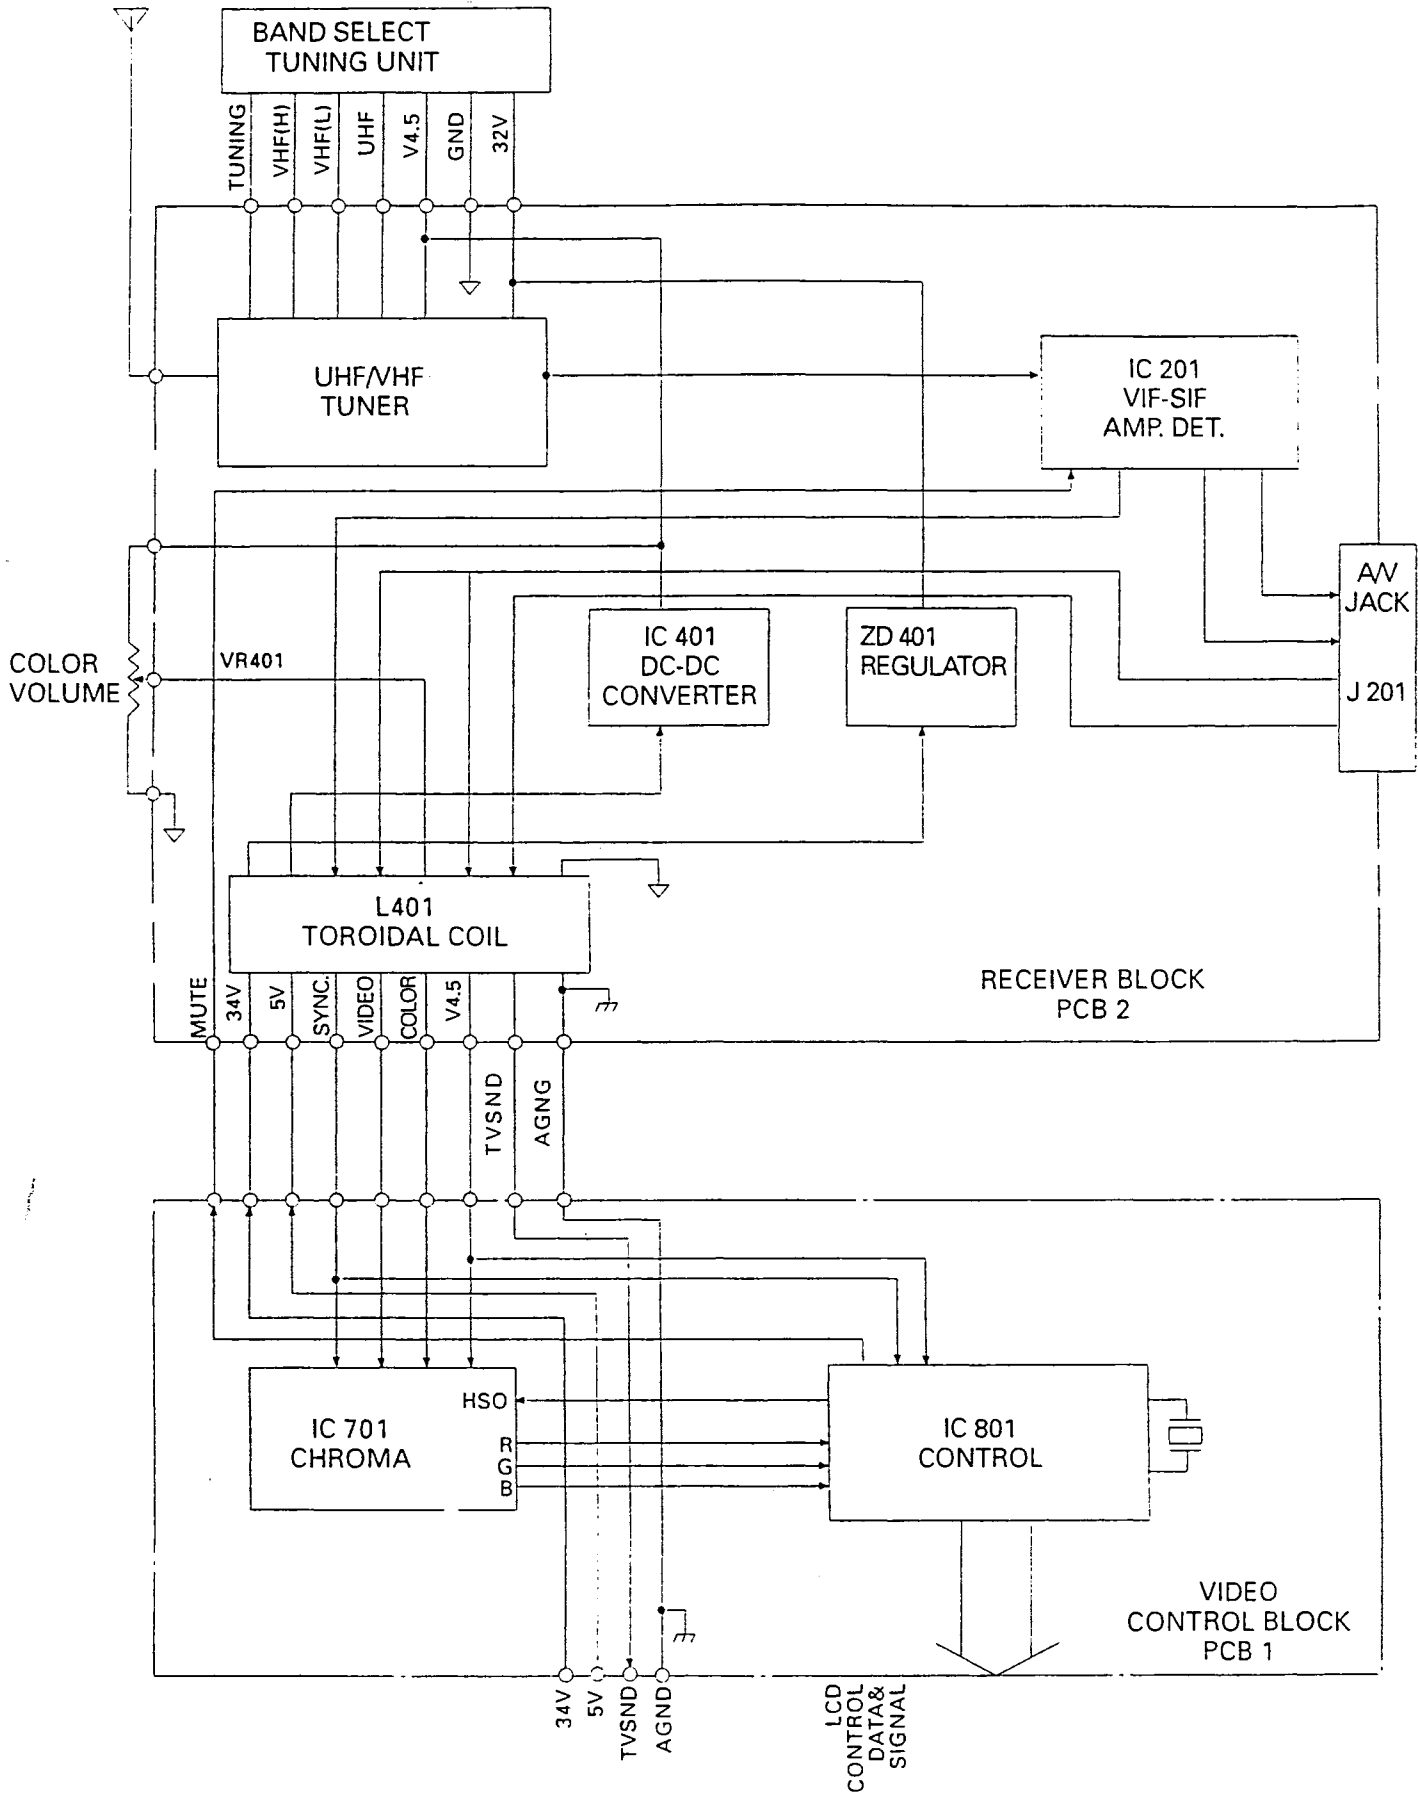 BAND SELECT
TUNING UNIT
TUNING
VHF(H)
VHF(L)
UHF
V4.5
GND
32V
UHF/VHF
TUNER
IC 201
VIF-SIF
AMP. DET.
A/V
JACK
J 201
COLOR
VOLUME
VR401
IC 401
DC-DC
CONVERTER
ZD 401
REGULATOR
L401
TOROIDAL COIL
RECEIVER BLOCK
PCB 2
MUTE
34V
5V
SYNC.
VIDEO
COLOR
V4.5
TVSND
AGNG
HSO
R
G
B
IC 701
CHROMA
IC 801
CONTROL
VIDEO
CONTROL BLOCK
PCB 1
34V
5V
TVSND
AGND
LCD
CONTROL
DATA&
SIGNAL